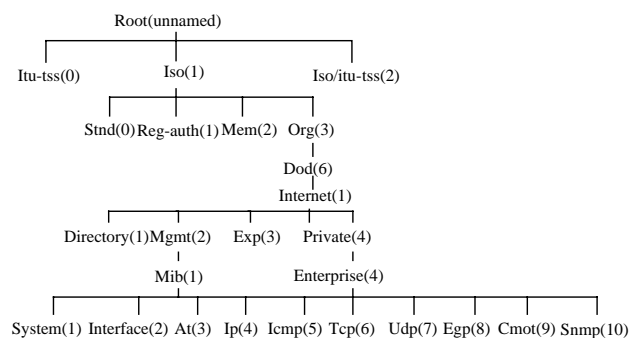 Root(unnamed)
Itu-tss(0) Iso(1) Iso/itu-tss(2)
Stnd(0) Reg-auth(1) Mem(2) Org(3)
Dod(6)
Internet(1)
Directory(1) Mgmt(2) Exp(3) Private(4)
Mib(1) Enterprise(4)
System(1) Interface(2) At(3) Ip(4) Icmp(5) Tcp(6) Udp(7) Egp(8) Cmot(9) Snmp(10)